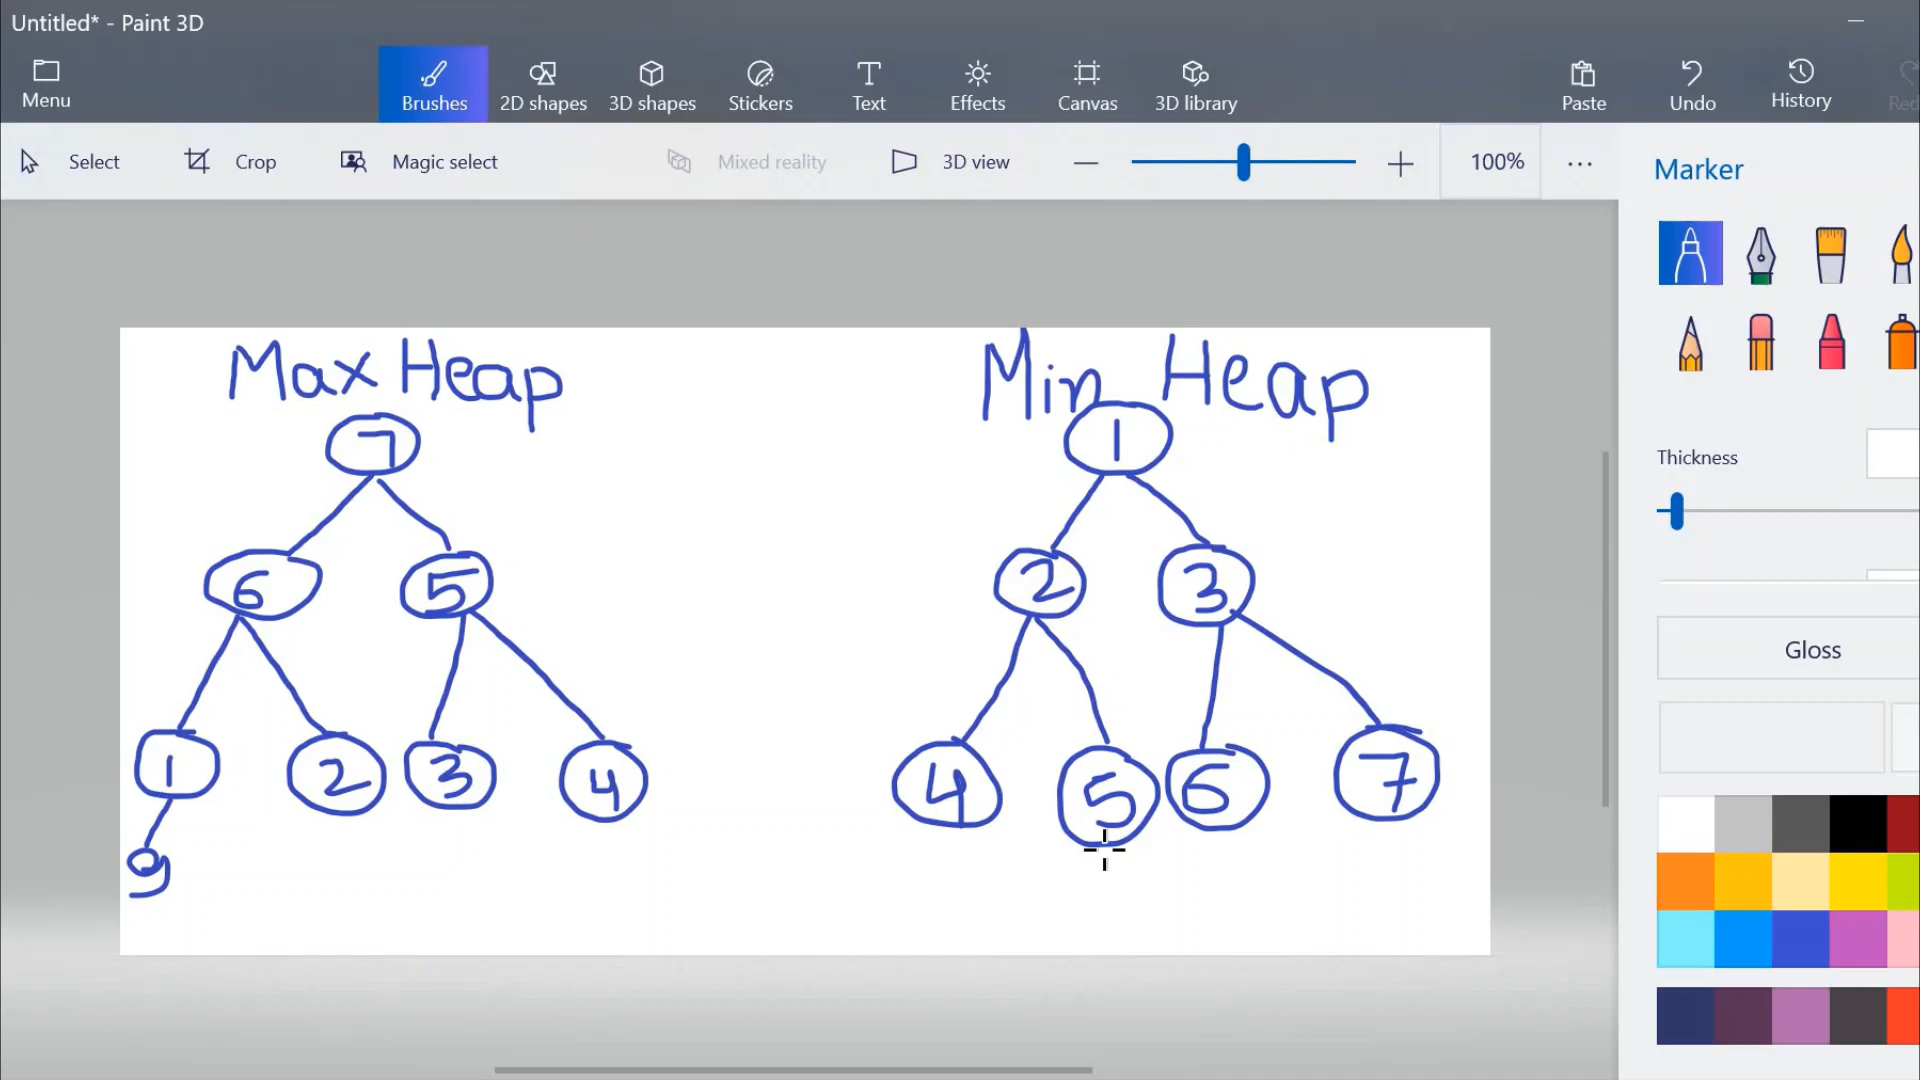 Untitled* - Paint 3D
Menu
Brushes
2D shapes
3D shapes
Stickers
Text
Effects
Canvas
3D library
Paste
Undo
History
Red
Select
Crop
Magic select
Mixed reality
3D view
100%
Marker
Thickness
Gloss
Max Heap
7
6 5
1 2 3 4
9
Min Heap
1
2 3
4 5 6 7